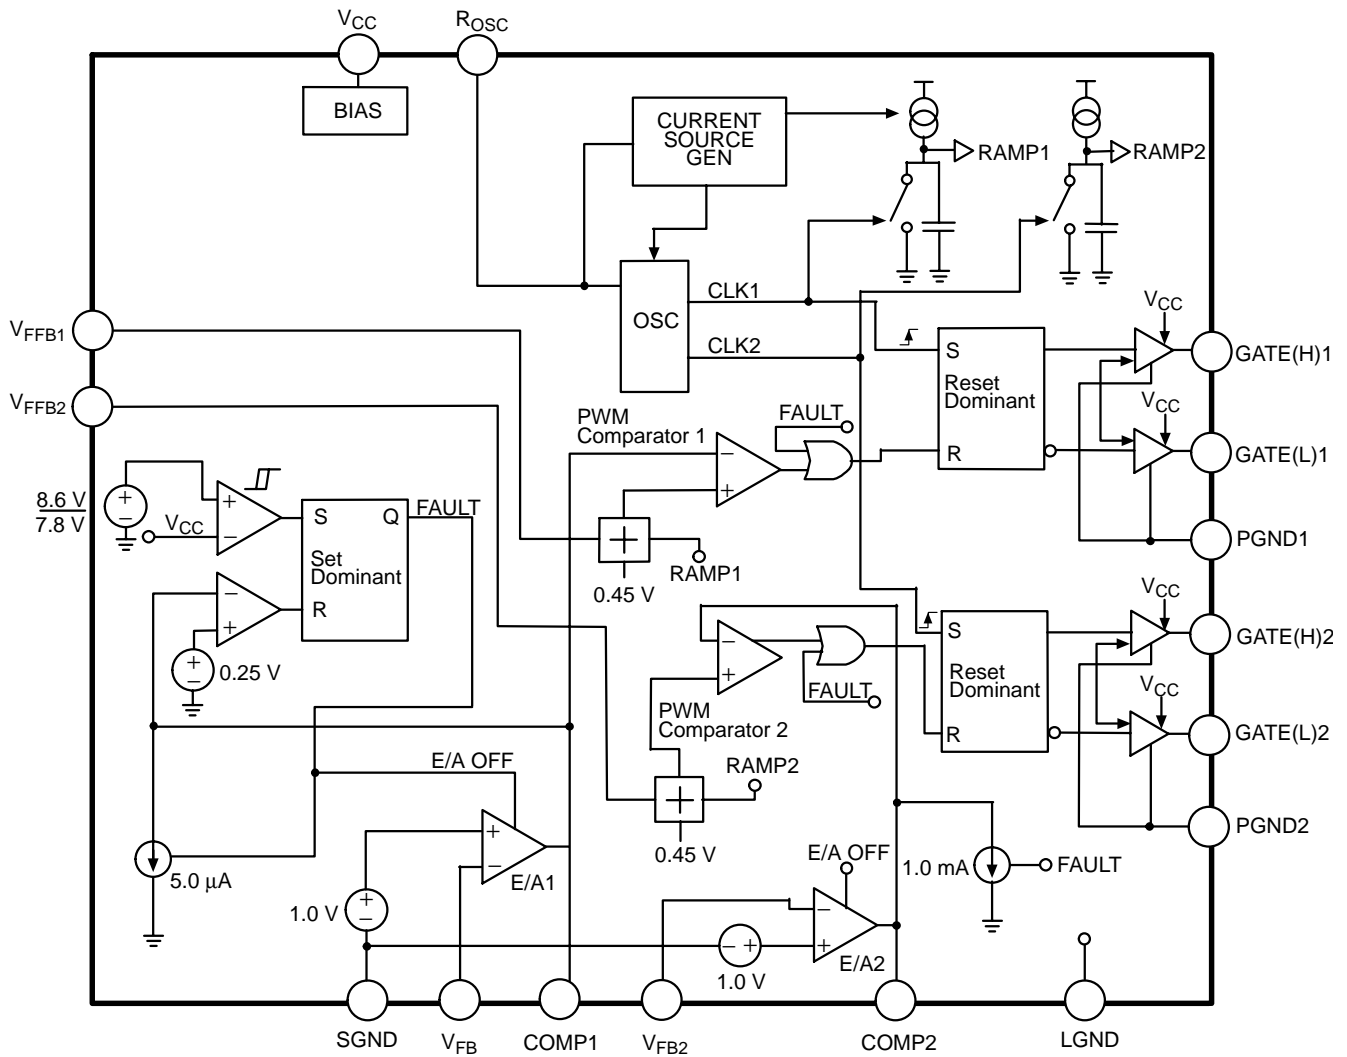 VCC
ROSC
BIAS
CURRENT
SOURCE
GEN
RAMP1
RAMP2
OSC
CLK1
CLK2
VFFB1
VFFB2
S
Reset
Dominant
R
VCC
GATE(H)1
VCC
GATE(L)1
PGND1
PWM
Comparator 1
FAULT
−
+
+
RAMP1
0.45 V
8.6 V
7.8 V
+
−
VCC
+
−
S
Q
FAULT
Set
Dominant
R
−
+
+
−
0.25 V
−
+
PWM
Comparator 2
FAULT
S
Reset
Dominant
R
VCC
GATE(H)2
VCC
GATE(L)2
PGND2
RAMP2
+
0.45 V
E/A OFF
+
−
E/A1
5.0 µA
1.0 V
+
−
E/A OFF
−
+
E/A2
− +
1.0 V
1.0 mA
FAULT
SGND
VFB
COMP1
VFB2
COMP2
LGND